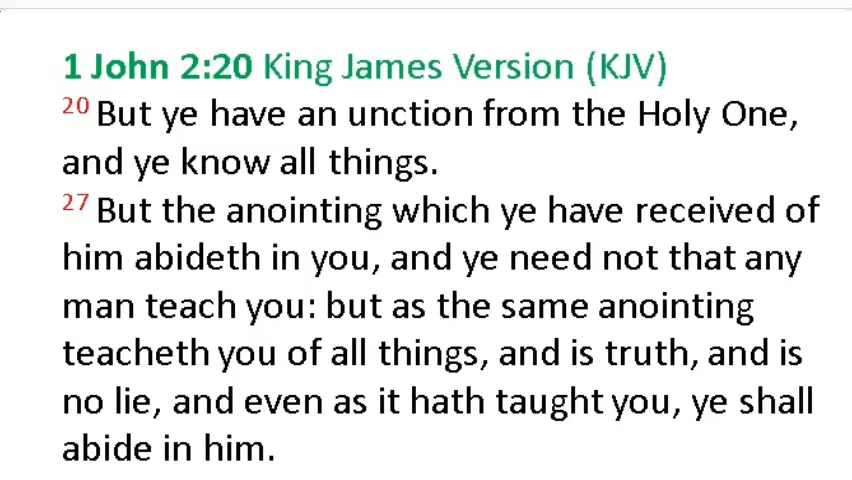 1 John 2:20 King James Version (KJV)
20 But ye have an unction from the Holy One,
and ye know all things.
27 But the anointing which ye have received of
him abideth in you, and ye need not that any
man teach you: but as the same anointing
teacheth you of all things, and is truth, and is
no lie, and even as it hath taught you, ye shall
abide in him.